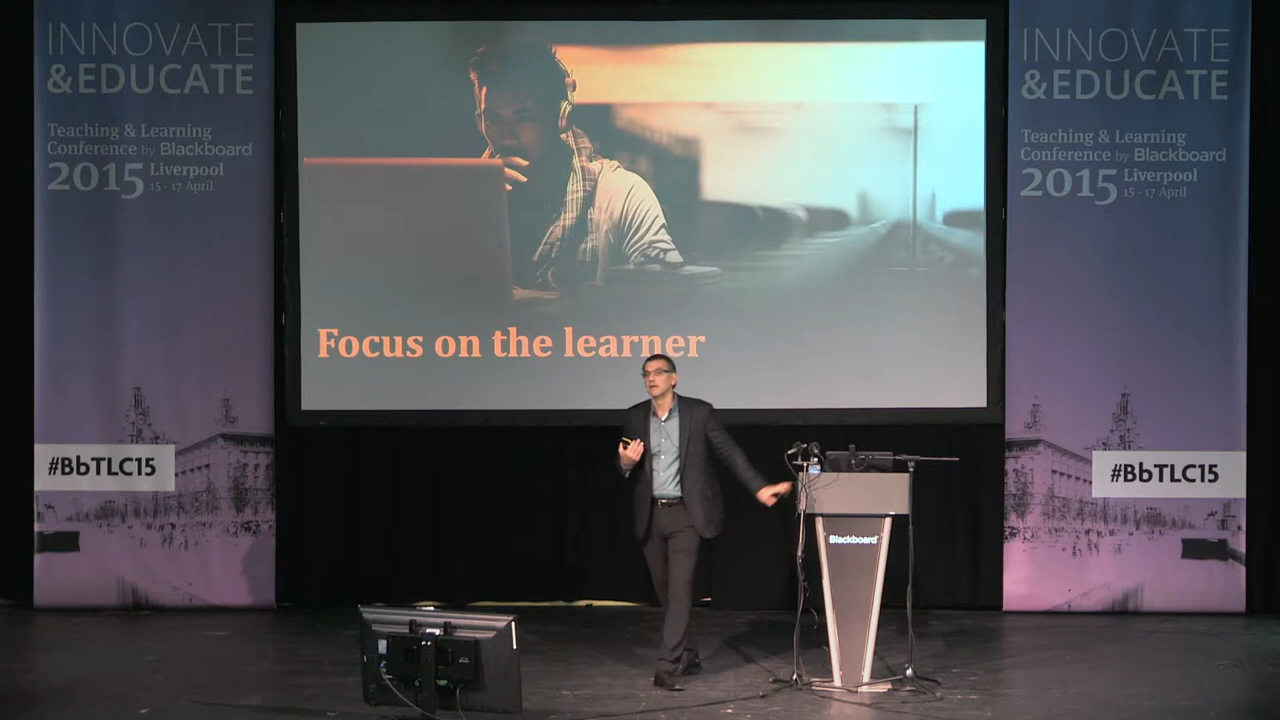 INNOVATE
&EDUCATE
Teaching & Learning
Conference by Blackboard
2015 Liverpool
15 - 17 April
#BbTLC15
Focus on the learner
Blackboard
INNOVATE
&EDUCATE
Teaching & Learning
Conference by Blackboard
2015 Liverpool
15 - 17 April
#BbTLC15